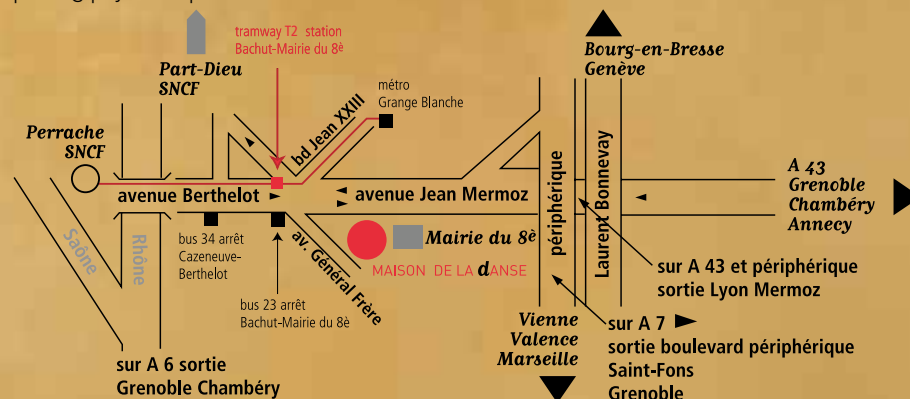 tramway T2 station
Bachut-Mairie du 8è
Part-Dieu
SNCF
Bourg-en-Bresse
Genève
métro
Grange Blanche
bd Jean XXIII
Perrache
SNCF
avenue Berthelot
avenue Jean Mermoz
périphérique
Laurent Bonnevay
A 43
Grenoble
Chambéry
Annecy
Saône
Rhône
bus 34 arrêt
Cazeneuve-
Berthelot
av. Général Frère
Mairie du 8è
MAISON DE LA dANSE
bus 23 arrêt
Bachut-Mairie du 8è
sur A 43 et périphérique
sortie Lyon Mermoz
Vienne
Valence
Marseille
sur A 7
sortie boulevard périphérique
Saint-Fons
Grenoble
sur A 6 sortie
Grenoble Chambéry